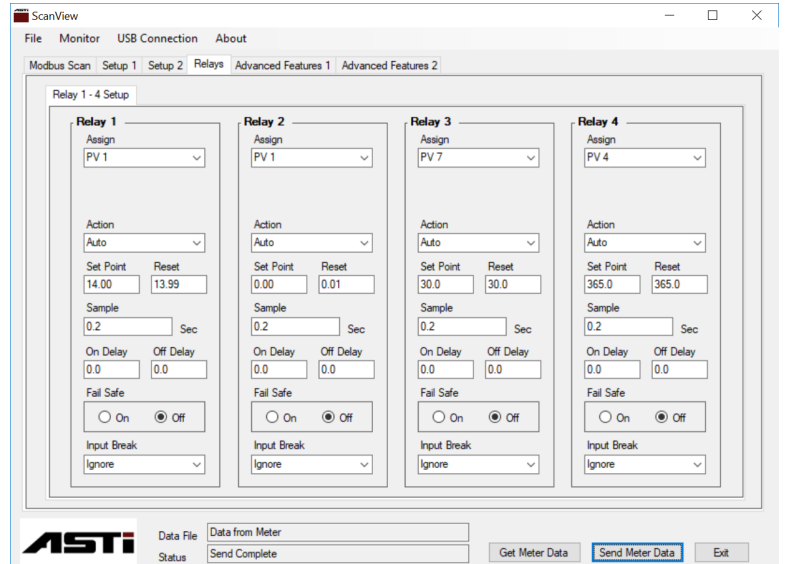 ScanView
File Monitor USB Connection About
Modbus Scan Setup 1 Setup 2 Relays Advanced Features 1 Advanced Features 2
Relay 1 - 4 Setup
Relay 1 Relay 2 Relay 3 Relay 4
Assign Assign Assign Assign
PV 1 PV 1 PV 7 PV 4
Action Action Action Action
Auto Auto Auto Auto
Set Point Reset Set Point Reset Set Point Reset Set Point Reset
14.00 13.99 0.00 0.01 30.0 30.0 365.0 365.0
Sample Sample Sample Sample
0.2 Sec 0.2 Sec 0.2 Sec 0.2 Sec
On Delay Off Delay On Delay Off Delay On Delay Off Delay On Delay Off Delay
0.0 0.0 0.0 0.0 0.0 0.0 0.0 0.0
Fail Safe Fail Safe Fail Safe Fail Safe
On Off On Off On Off On Off
Input Break Input Break Input Break Input Break
Ignore Ignore Ignore Ignore
ASTi
Data File Data from Meter
Status Send Complete
Get Meter Data Send Meter Data Exit